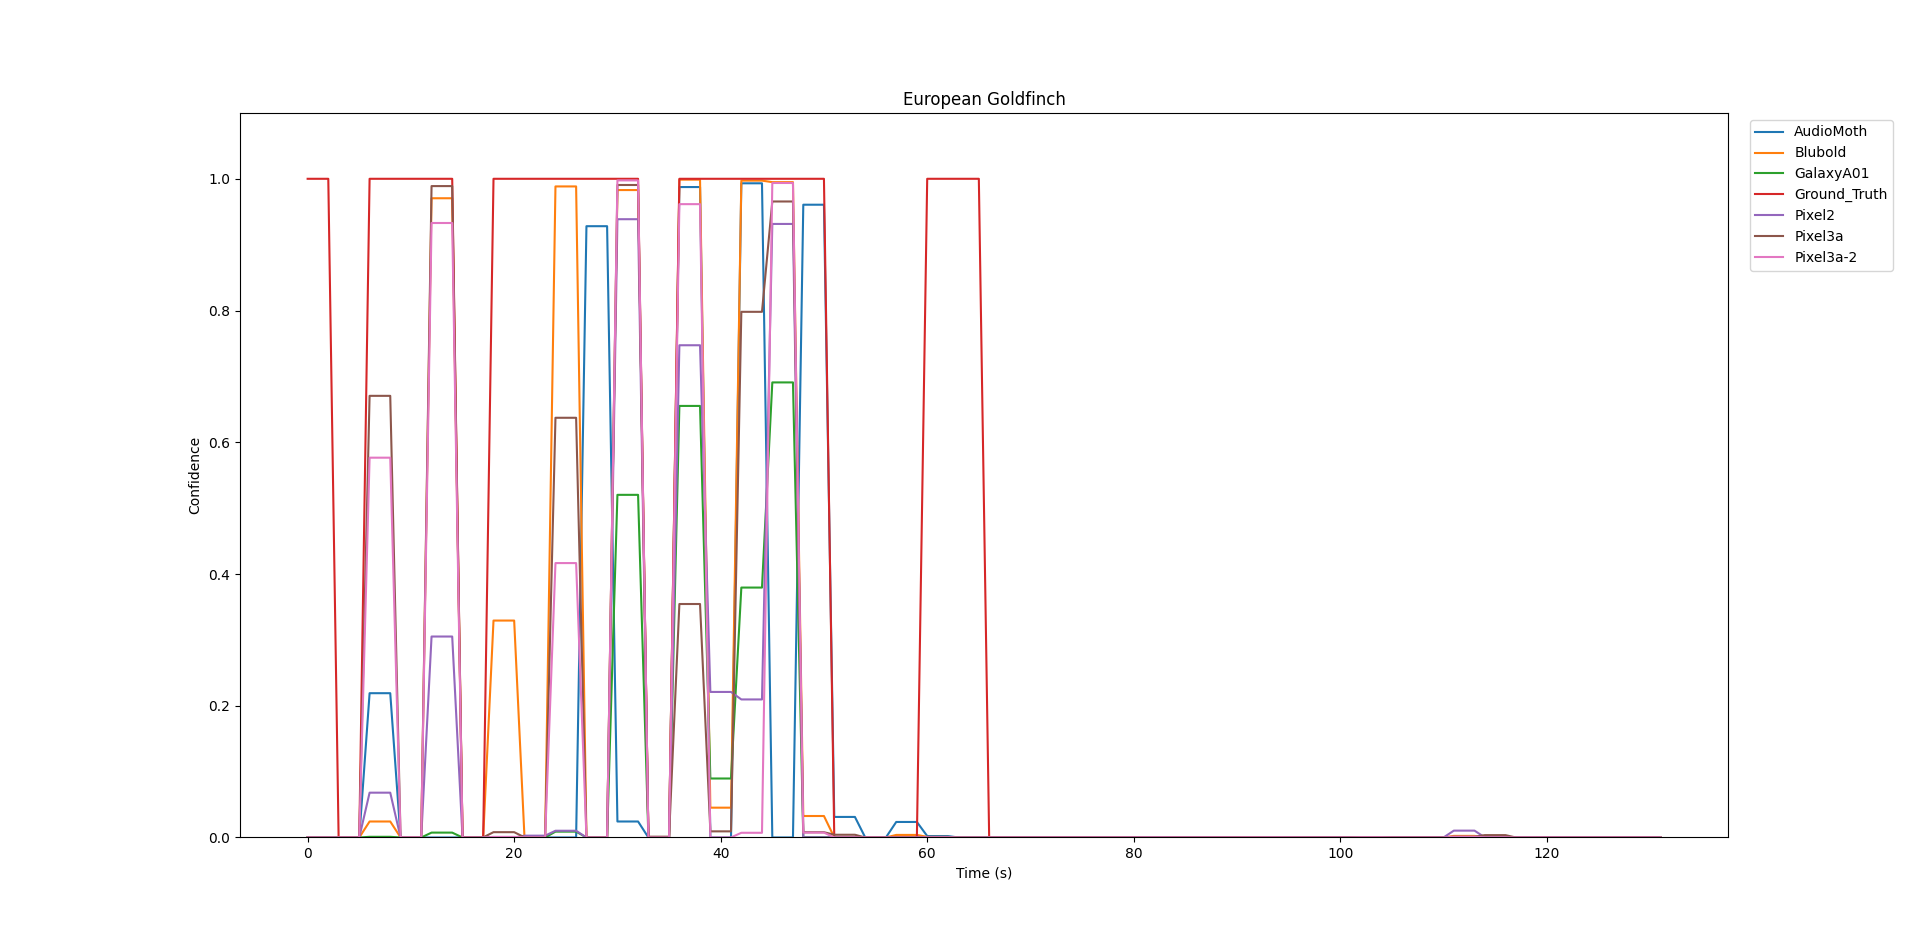 European Goldfinch
AudioMoth
Blubold
GalaxyA01
Ground_Truth
Pixel2
Pixel3a
Pixel3a-2
1.0
0.8
0.6
0.4
0.2
0.0
Confidence
0 20 40 60 80 100 120
Time (s)